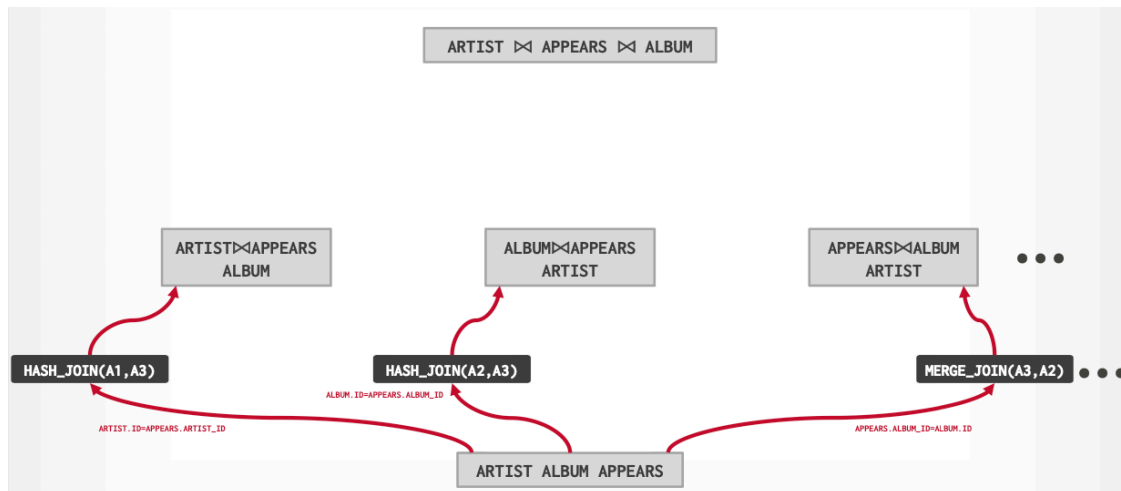 ARTIST ⋈ APPEARS ⋈ ALBUM
ARTIST⋈APPEARS
ALBUM
ALBUM⋈APPEARS
ARTIST
APPEARS⋈ALBUM
ARTIST
HASH_JOIN(A1,A3)
HASH_JOIN(A2,A3)
MERGE_JOIN(A3,A2)
ALBUM.ID=APPEARS.ALBUM_ID
ARTIST.ID=APPEARS.ARTIST_ID
APPEARS.ALBUM_ID=ALBUM.ID
ARTIST ALBUM APPEARS